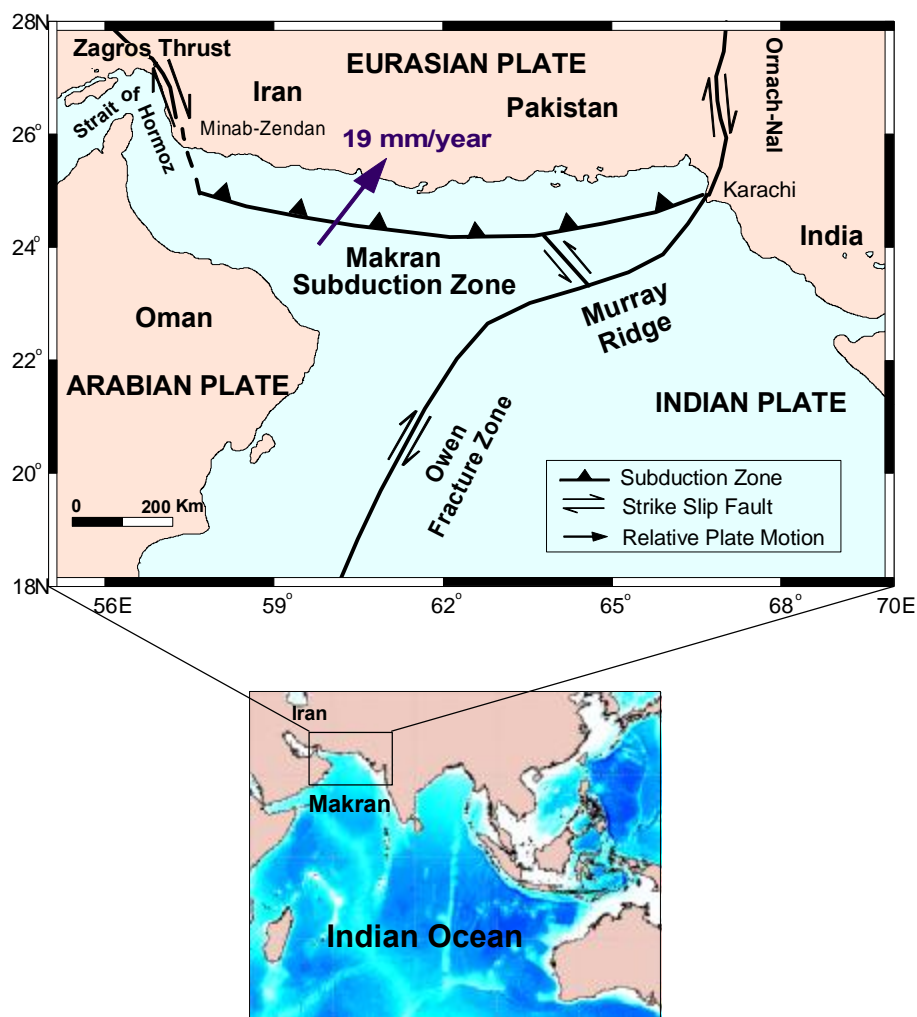 28
26°
24°
22°
20°
18N
Zagros Thrust
EURASIAN PLATE
Iran
Pakistan
Ornach-Nal
Strait of
Hormoz
Minab-Zendan
19 mm/year
Karachi
India
Makran
Subduction Zone
Murray
Ridge
Oman
ARABIAN PLATE
INDIAN PLATE
Owen
Fracture Zone
0 200 Km
Subduction Zone
Strike Slip Fault
Relative Plate Motion
56E 59° 62° 65° 68° 70E
Iran
Makran
Indian Ocean